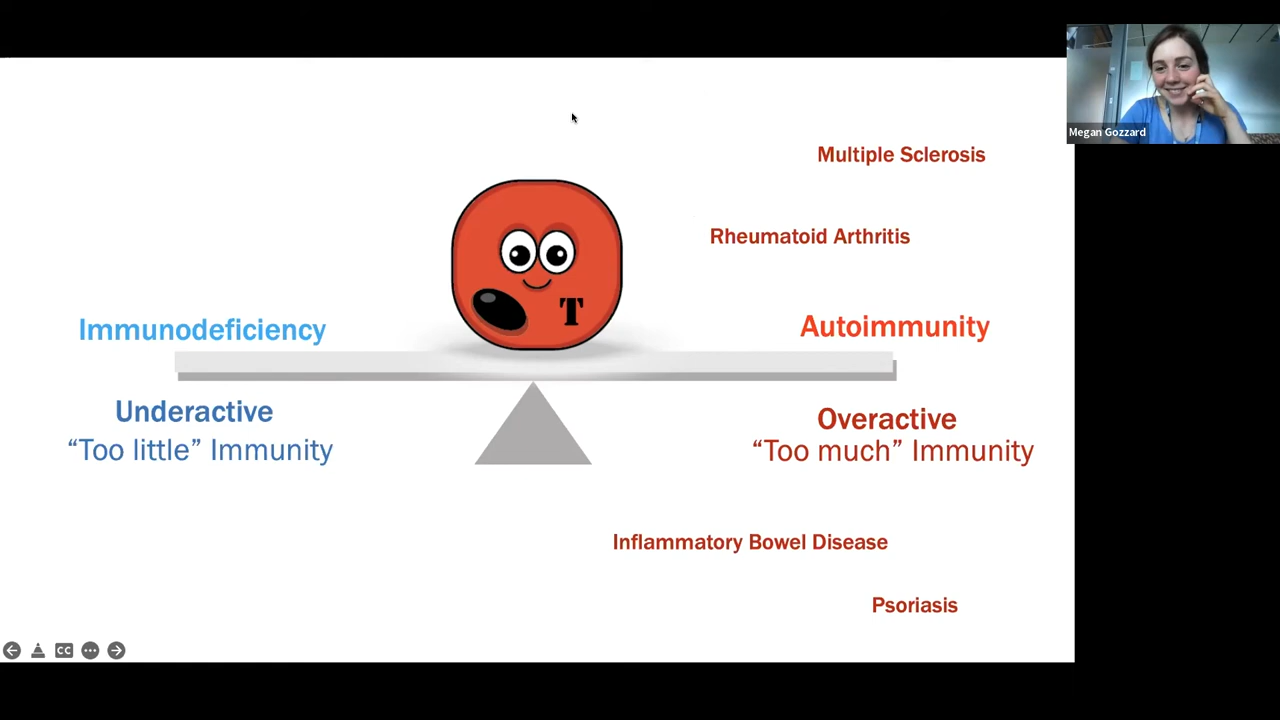 Megan Gozzard
Multiple Sclerosis
Rheumatoid Arthritis
T
Immunodeficiency
Autoimmunity
Underactive
“Too little” Immunity
Overactive
“Too much” Immunity
Inflammatory Bowel Disease
Psoriasis
CC